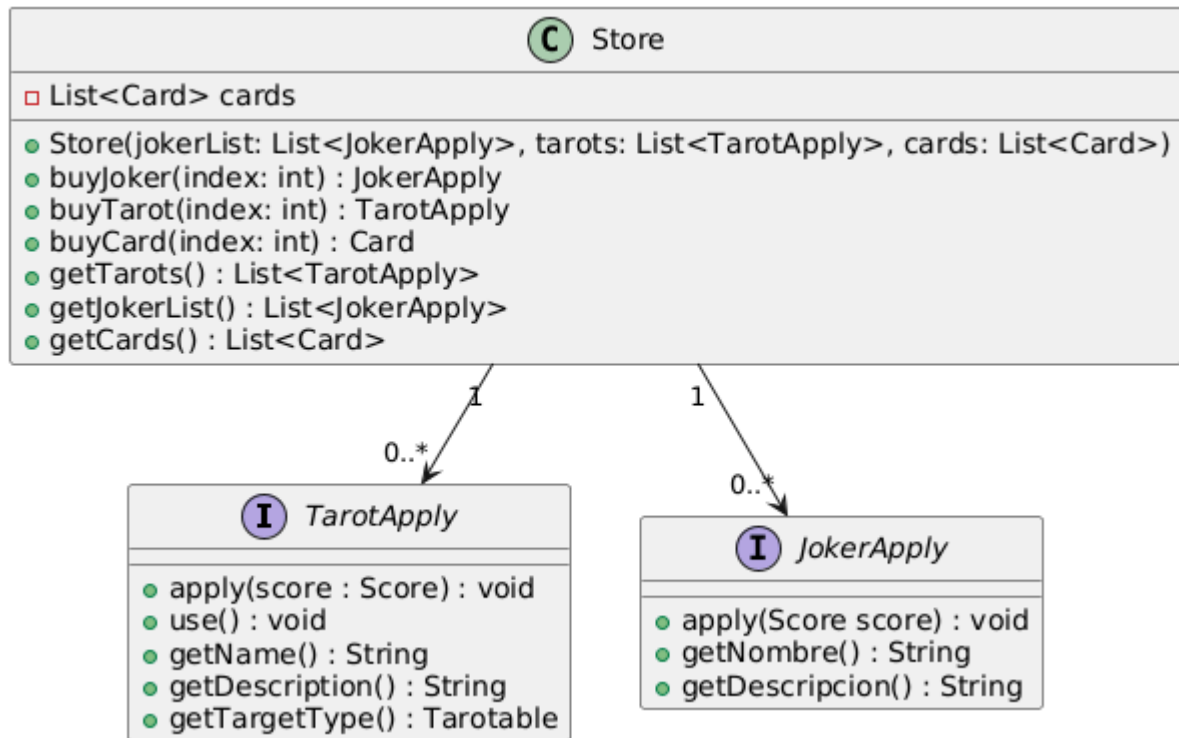 C Store
List<Card> cards
Store(jokerList: List<JokerApply>, tarots: List<TarotApply>, cards: List<Card>)
buyJoker(index: int) : JokerApply
buyTarot(index: int) : TarotApply
buyCard(index: int) : Card
getTarots() : List<TarotApply>
getJokerList() : List<JokerApply>
getCards() : List<Card>
1
1
0..*
0..*
I TarotApply
apply(score : Score) : void
use() : void
getName() : String
getDescription() : String
getTargetType() : Tarotable
I JokerApply
apply(Score score) : void
getNombre() : String
getDescripcion() : String